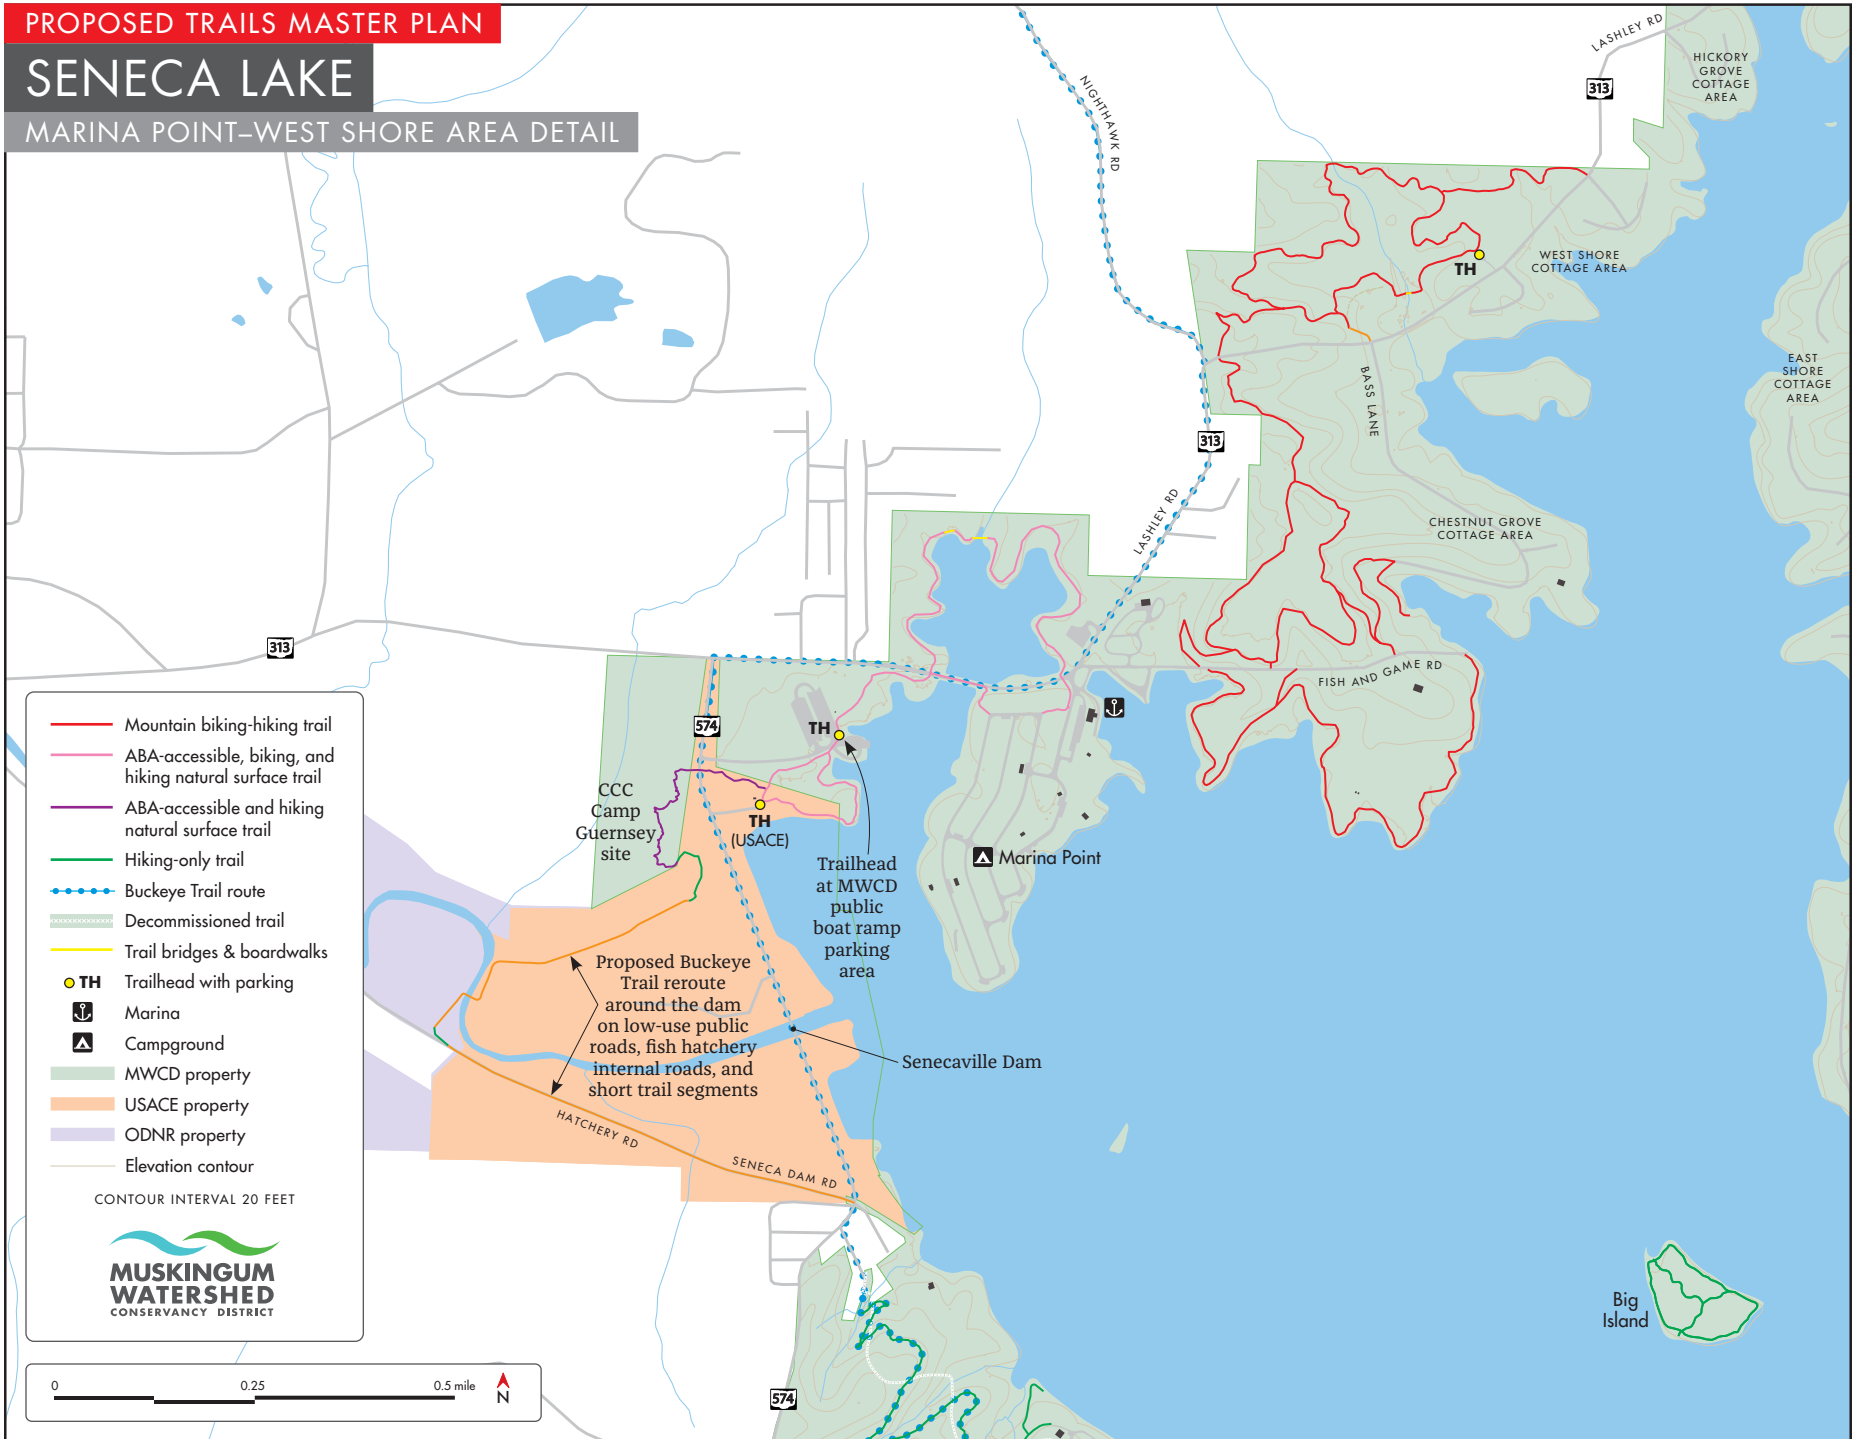 PROPOSED TRAILS MASTER PLAN
SENECA LAKE
MARINA POINT–WEST SHORE AREA DETAIL
NIGHTHAWK RD
LASHLEY RD
313
HICKORY
GROVE
COTTAGE
AREA
TH
WEST SHORE
COTTAGE AREA
EAST
SHORE
COTTAGE
AREA
BASS LANE
313
LASHLEY RD
CHESTNUT GROVE
COTTAGE AREA
313
FISH AND GAME RD
574
TH
CCC
Camp
Guernsey
site
TH
(USACE)
Trailhead
at MWCD
public
boat ramp
parking
area
Marina Point
Proposed Buckeye
Trail reroute
around the dam
on low-use public
roads, fish hatchery
internal roads, and
short trail segments
Senecaville Dam
HATCHERY RD
SENECA DAM RD
Big
Island
574
Mountain biking-hiking trail
ABA-accessible, biking, and
hiking natural surface trail
ABA-accessible and hiking
natural surface trail
Hiking-only trail
Buckeye Trail route
Decommissioned trail
Trail bridges & boardwalks
TH Trailhead with parking
Marina
Campground
MWCD property
USACE property
ODNR property
Elevation contour
CONTOUR INTERVAL 20 FEET
MUSKINGUM
WATERSHED
CONSERVANCY DISTRICT
0 0.25 0.5 mile
N